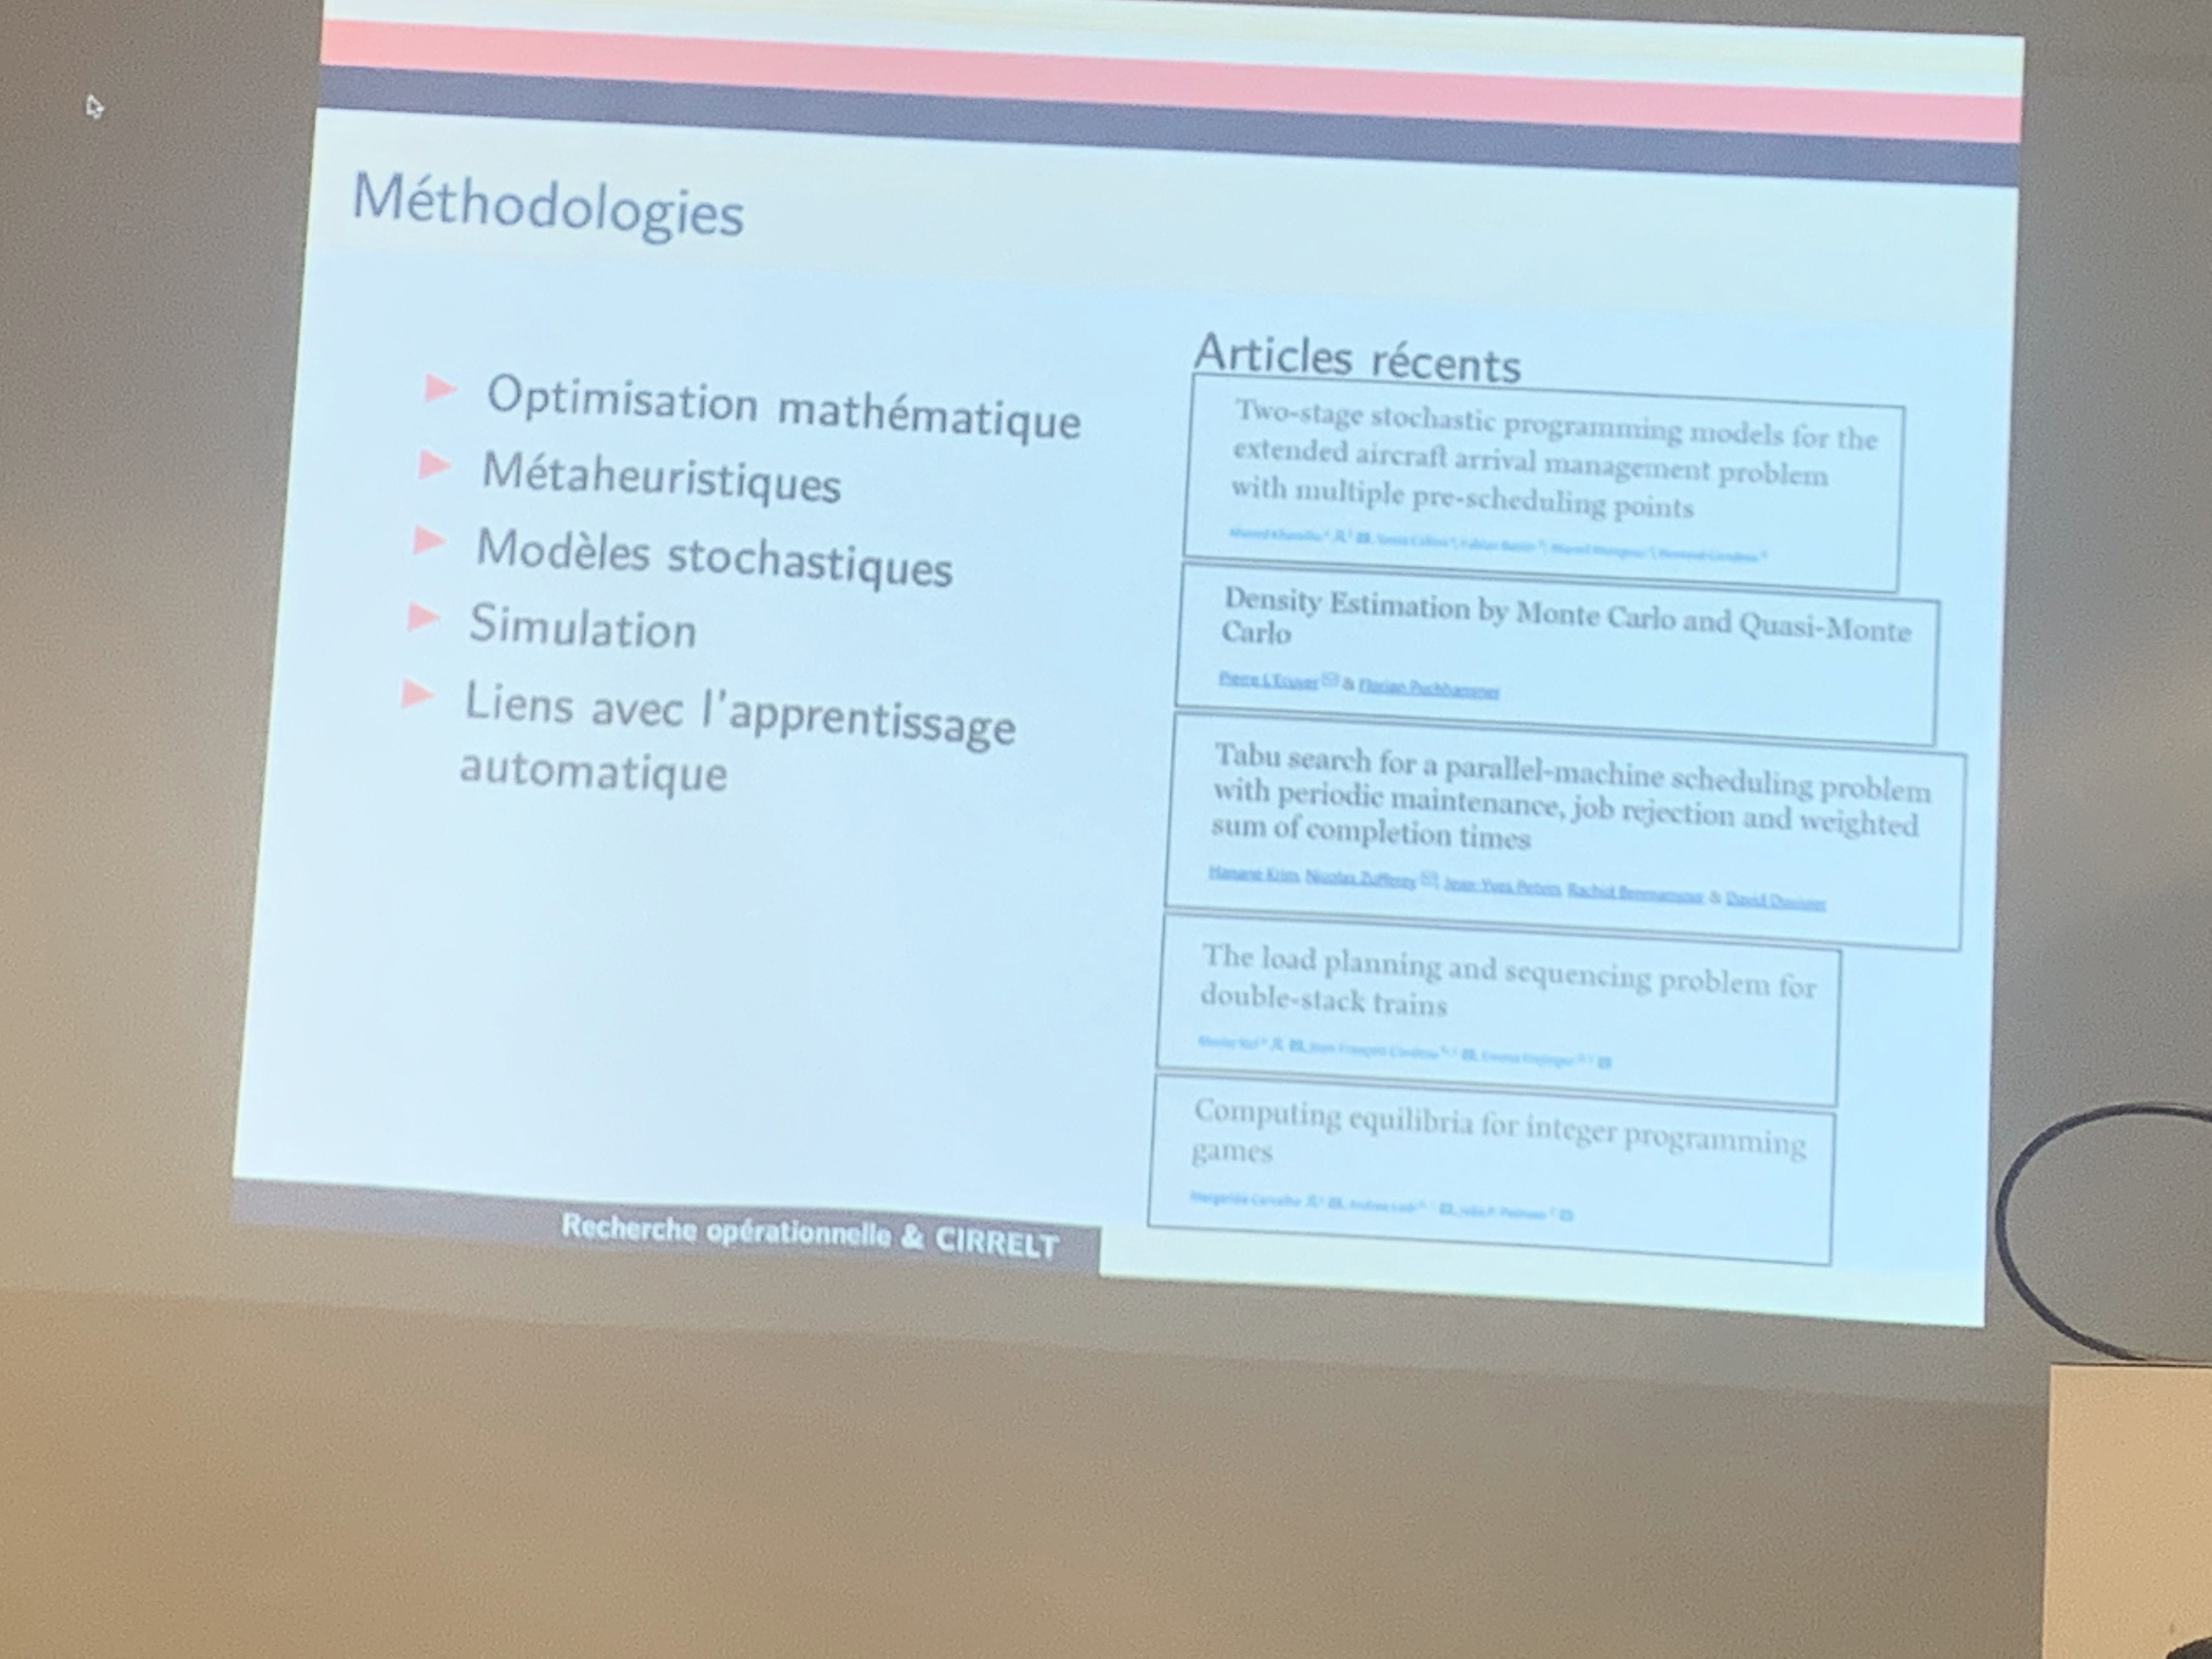 Méthodologies
Optimisation mathématique
Métaheuristiques
Modèles stochastiques
Simulation
Liens avec l'apprentissage
automatique
Articles récents
Two-stage stochastic programming models for the
extended aircraft arrival management problem
with multiple pre-scheduling points
Density Estimation by Monte Carlo and Quasi-Monte
Carlo
Pierre L'Ecuyer & Florian Puchhammer
Tabu search for a parallel-machine scheduling problem
with periodic maintenance, job rejection and weighted
sum of completion times
Hanane Krim, Nicolas Zufferey, Jean-Yves Potvin, Rachid Benmansour & David Duvivier
The load planning and sequencing problem for
double-stack trains
Computing equilibria for integer programming
games
Margarida Carvalho
Recherche opérationnelle & CIRRELT